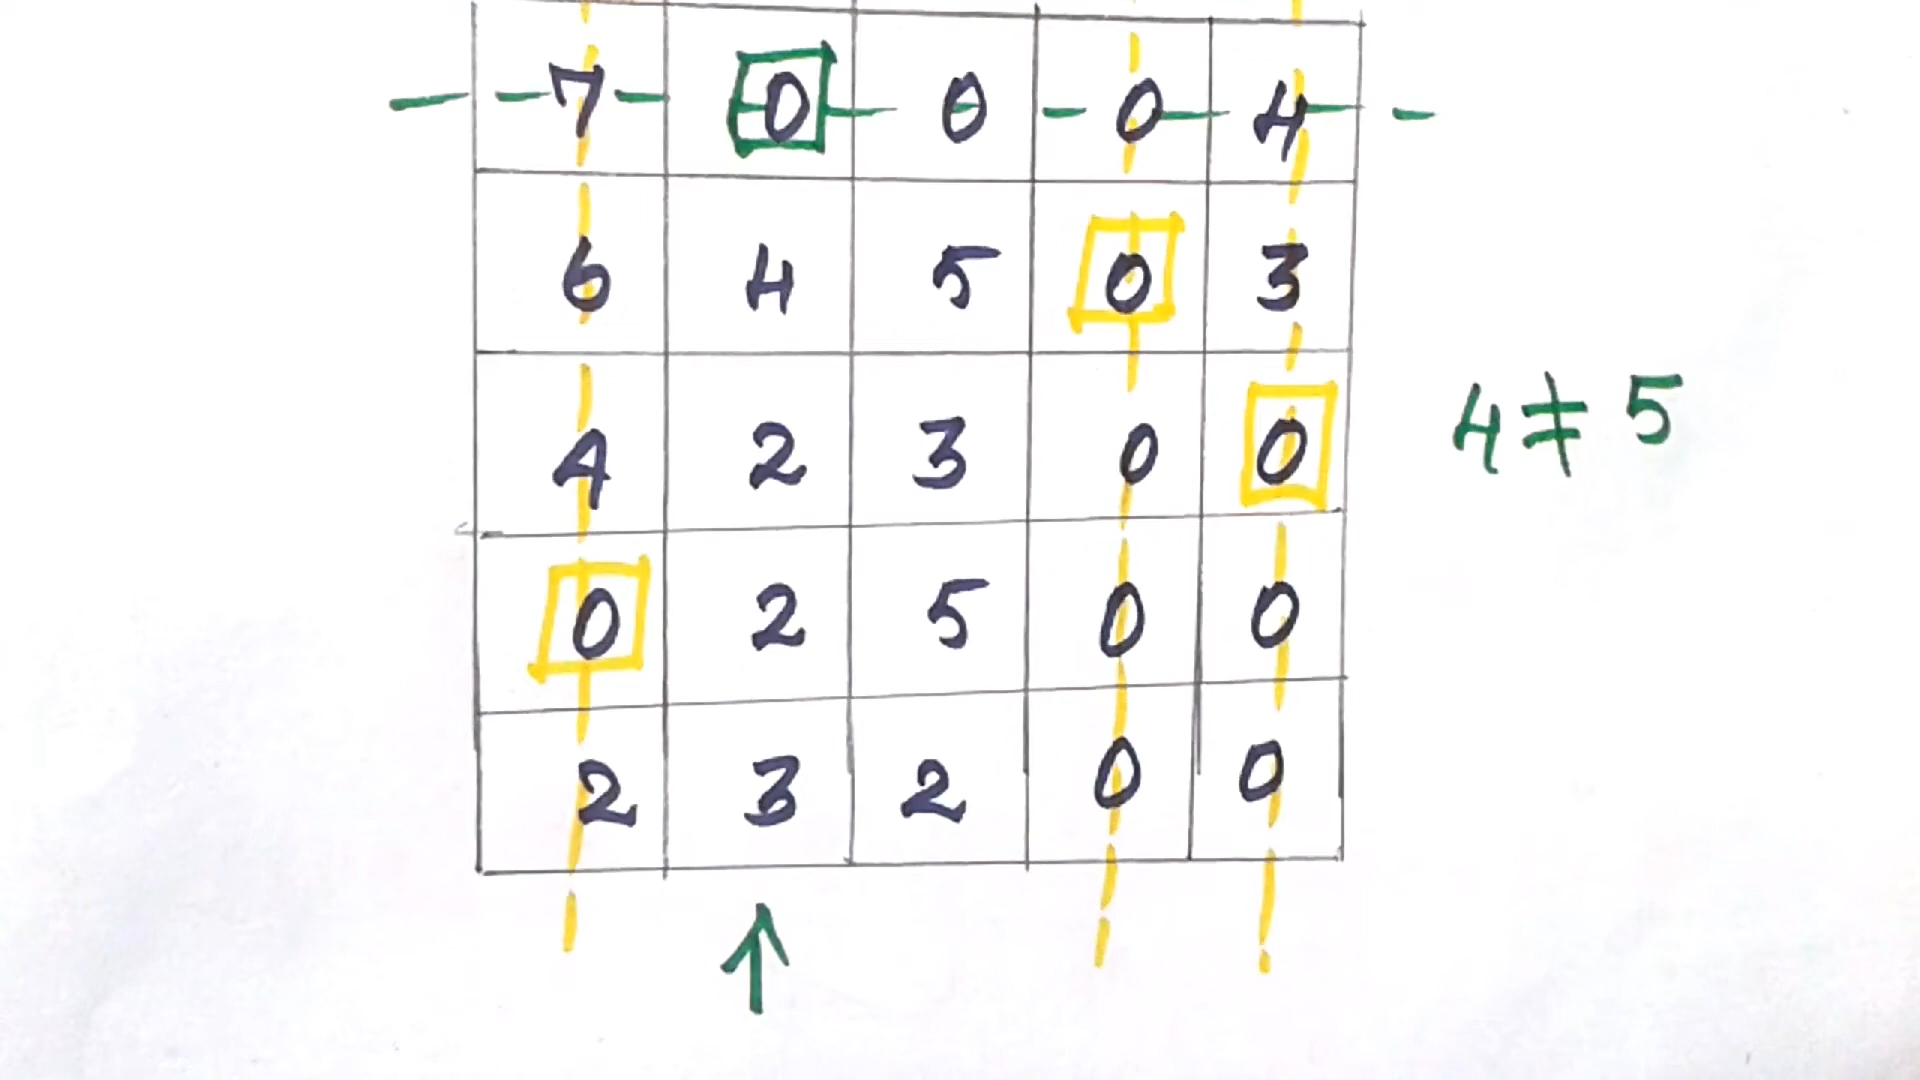 7 0 0 0 4
6 4 5 0 3
4 2 3 0 0
4 ≠ 5
0 2 5 0 0
2 3 2 0 0